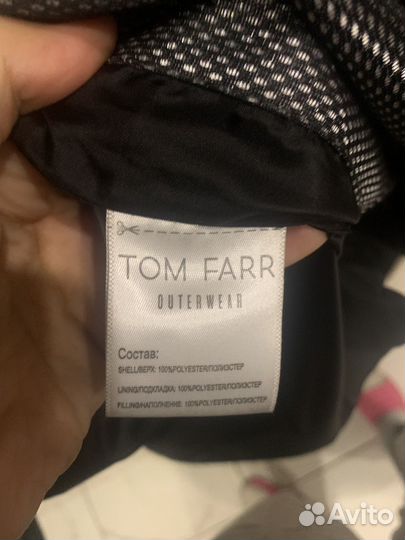 TOM FARR
OUTERWEAR
Состав:
SHELL/ВЕРХ: 100%POLYESTER/ПОЛИЭСТЕР
LINING/ПОДКЛАДКА: 100%POLYESTER/ПОЛИЭСТЕР
FILLING/НАПОЛНЕНИЕ: 100%POLYESTER/ПОЛИЭСТЕР
Avito